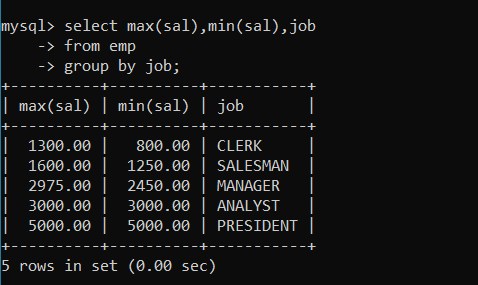 mysql> select max(sal),min(sal),job
    -> from emp
    -> group by job;
+----------+----------+-----------+
| max(sal) | min(sal) | job       |
+----------+----------+-----------+
|  1300.00 |   800.00 | CLERK     |
|  1600.00 |  1250.00 | SALESMAN  |
|  2975.00 |  2450.00 | MANAGER   |
|  3000.00 |  3000.00 | ANALYST   |
|  5000.00 |  5000.00 | PRESIDENT |
+----------+----------+-----------+
5 rows in set (0.00 sec)